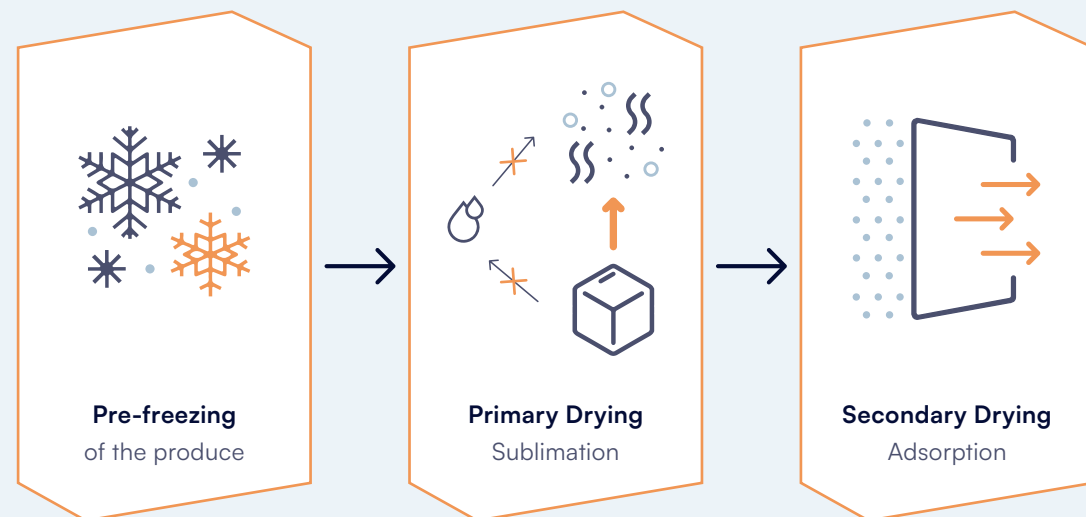 Pre-freezing
of the produce
Primary Drying
Sublimation
Secondary Drying
Adsorption